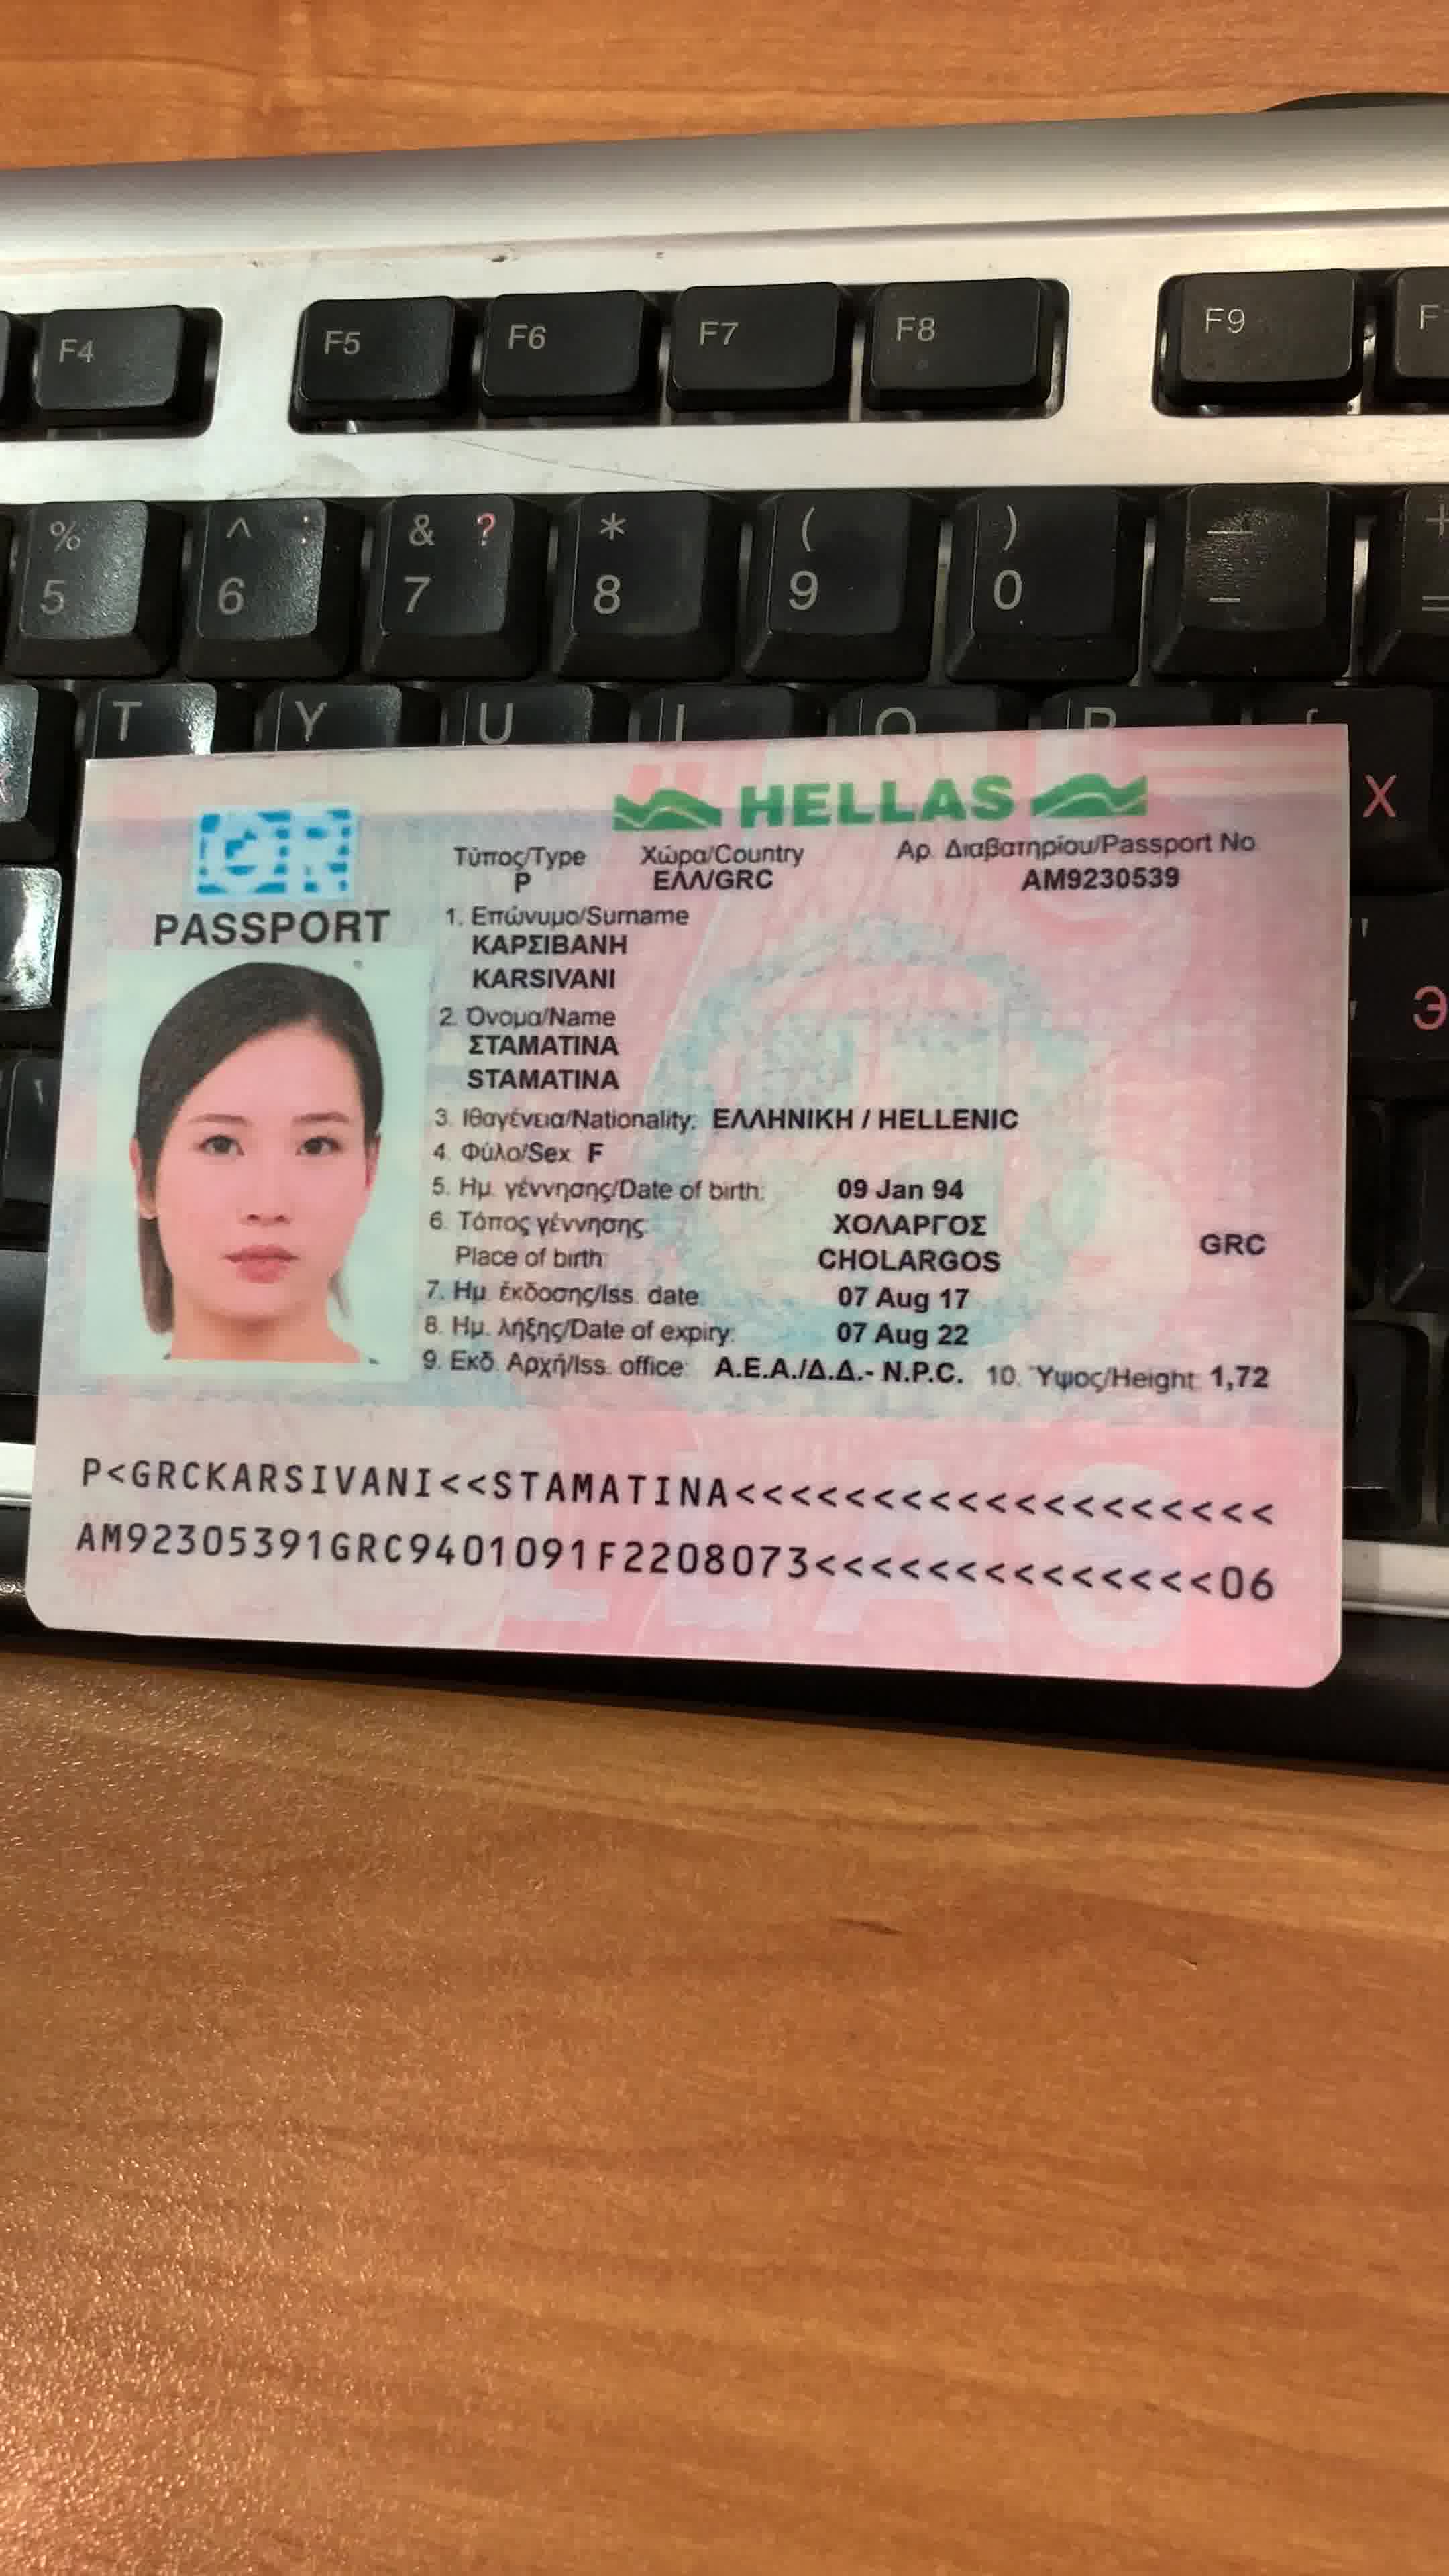 F4 F5 F6 F7 F8 F9 F
% ^ : & ? * ( ) — +
5 6 7 8 9 0 – =
T Y U I O P [
Х
"
' Э
HELLAS
GR
PASSPORT
Τύπος/Type Χώρα/Country Αρ. Διαβατηρίου/Passport No
P ΕΛΛ/GRC AM9230539
1. Επώνυμο/Surname
ΚΑΡΣΙΒΑΝΗ
KARSIVANI
2. Όνομα/Name
ΣΤΑΜΑΤΙΝΑ
STAMATINA
3. Ιθαγένεια/Nationality: ΕΛΛΗΝΙΚΗ / HELLENIC
4. Φύλο/Sex F
5. Ημ. γέννησης/Date of birth: 09 Jan 94
6. Τόπος γέννησης: ΧΟΛΑΡΓΟΣ
Place of birth CHOLARGOS GRC
7. Ημ. έκδοσης/Iss. date: 07 Aug 17
8. Ημ. λήξης/Date of expiry: 07 Aug 22
9. Εκδ. Αρχή/Iss. office: Α.Ε.Α./Δ.Δ.- N.P.C. 10. Ύψος/Height 1,72
P<GRCKARSIVANI<<STAMATINA<<<<<<<<<<<<<<<<<<<
AM92305391GRC9401091F2208073<<<<<<<<<<<<<<06